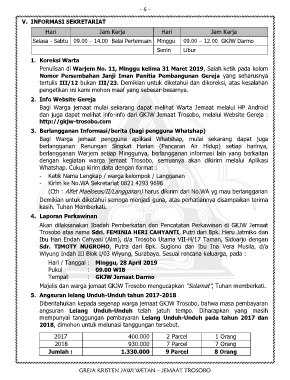 - 6 -
V. INFORMASI SEKRETARIAT
Hari Jam Kerja Hari Jam Kerja
Selasa – Sabtu 09.00 – 14.00 Balai Pertemuan Minggu 09.00 – 12.00 GKJW Darmo
Senin Libur
1. Koreksi Warta
Penulisan di Warjem No. 11, Minggu kelima 31 Maret 2019, Salah ketik pada kolom
Nomor Persembahan Janji Iman Panitia Pembangunan Gereja yang seharusnya
tertulis III/12 bukan III/23. Demikian untuk diketahui dan dikoreksi, atas kesalahan
pengetikan ini kami mohon maaf yang sebesar-besarnya.
2. Info Website Gereja
Bagi Warga jemaat mulai sekarang dapat melihat Warta Jemaat melalui HP Android
dan juga dapat melihat info-info dari GKJW Jemaat Trosobo, melalui Website Gereja :
http://gkjw-trosobo.com
3. Berlangganan Informasi/berita (bagi pengguna Whatshap)
Bagi Warga jemaat pengguna aplikasi Whatshap, mulai sekarang dapat juga
berlangganan Renungan Singkat Harian (Pancaran Air Hidup) setiap harinya,
berlangganan Warjem setiap Minggunya, berlangganan informasi lain yang berkaitan
dengan kegiatan warga jemaat Trosobo, semuanya akan dikirim melalui Aplikasi
Whatshap. Cukup kirim data dengan format :
- Ketik Nama Lengkap / warga kelompok / Langganan
- Kirim ke No.WA Sekretariat 0821 4293 9696
(Cth : Afet Maelseis/II/Langganan) harus dikirim dari No.WA yg mau berlangganan
Demikian untuk diketahui semoga menjadi guna, atas perhatiannya disampaikan terima
kasih. Tuhan Memberkati.
4. Laporan Perkawinan
Akan dilaksanakan Ibadah Pemberkatan dan Pencatatan Perkawinan di GKJW Jemaat
Trosobo atas nama Sdri. FEMINIA HERI CAHYANTI, Putri dari Bpk. Heru Jatmiko dan
Ibu Hari Endah Cahyani (Alm), d/a Trosobo Utama VII-H/17 Taman, Sidoarjo dengan
Sdr. TIMOTY NUGROHO, Putra dari Bpk. Sugiono dan Ibu Tina Vera Mucla, d/a
Wiyung Indah III Blok I/03 Wiyung, Surabaya. Sesuai rencana keluarga, pada :
Hari / Tanggal : Minggu, 28 April 2019
Pukul : 09.00 WIB
Tempat : GKJW Jemaat Darmo
Majelis dan warga jemaat GKJW Trosobo mengucapkan "Selamat", Tuhan memberkati.
5. Angsuran lelang Unduh-Unduh tahun 2017-2018
Diberitahukan kepada segenap warga jemaat GKJW Trosobo, bahwa masa pembayaran
angsuran Lelang Unduh-Unduh telah jatuh tempo. Diharapkan bagi yang masih
mempunyai tanggungan pembayaran Lelang Unduh-Unduh pada tahun 2017 dan
2018, dimohon untuk melunasi tanggungan tersebut.
2017 400.000 2 Parcel 1 Orang
2018 930.000 7 Parcel 7 Orang
Jumlah : 1.330.000 9 Parcel 8 Orang
GREJA KRISTEN JAWI WETAN – JEMAAT TROSOBO